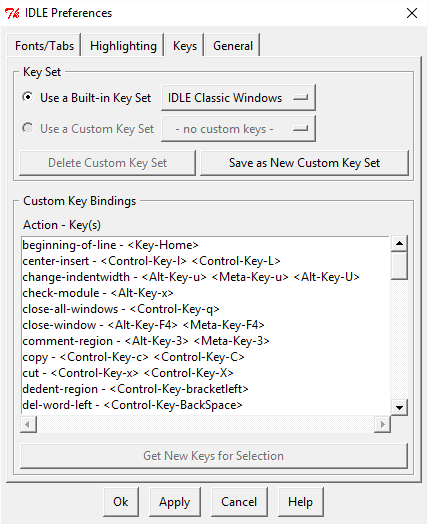 IDLE Preferences
Fonts/Tabs Highlighting Keys General
Key Set
Use a Built-in Key Set IDLE Classic Windows
Use a Custom Key Set - no custom keys -
Delete Custom Key Set Save as New Custom Key Set
Custom Key Bindings
Action - Key(s)
beginning-of-line - <Key-Home>
center-insert - <Control-Key-l> <Control-Key-L>
change-indentwidth - <Alt-Key-u> <Meta-Key-u> <Alt-Key-U>
check-module - <Alt-Key-x>
close-all-windows - <Control-Key-q>
close-window - <Alt-Key-F4> <Meta-Key-F4>
comment-region - <Alt-Key-3> <Meta-Key-3>
copy - <Control-Key-c> <Control-Key-C>
cut - <Control-Key-x> <Control-Key-X>
dedent-region - <Control-Key-bracketleft>
del-word-left - <Control-Key-BackSpace>
Get New Keys for Selection
Ok Apply Cancel Help